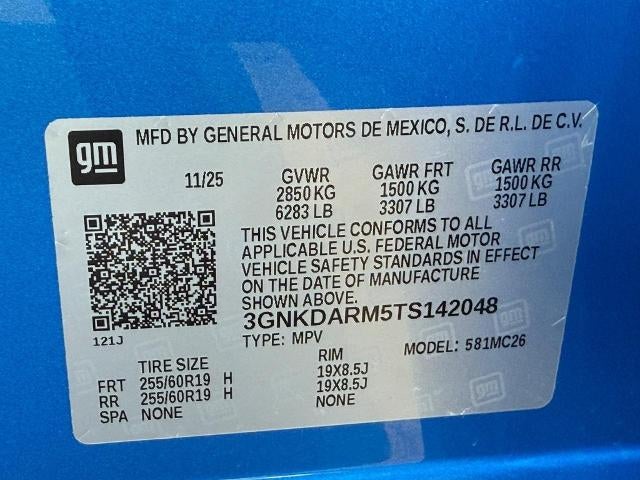 gm
MFD BY GENERAL MOTORS DE MEXICO, S. DE R.L. DE C.V.
11/25 GVWR GAWR FRT GAWR RR
2850 KG 1500 KG 1500 KG
6283 LB 3307 LB 3307 LB
THIS VEHICLE CONFORMS TO ALL
APPLICABLE U.S. FEDERAL MOTOR
VEHICLE SAFETY STANDARDS IN EFFECT
ON THE DATE OF MANUFACTURE
SHOWN ABOVE.
3GNKDARM5TS142048
121J
TYPE: MPV MODEL: 581MC26
TIRE SIZE RIM
FRT 255/60R19 H 19X8.5J
RR 255/60R19 H 19X8.5J
SPA NONE NONE